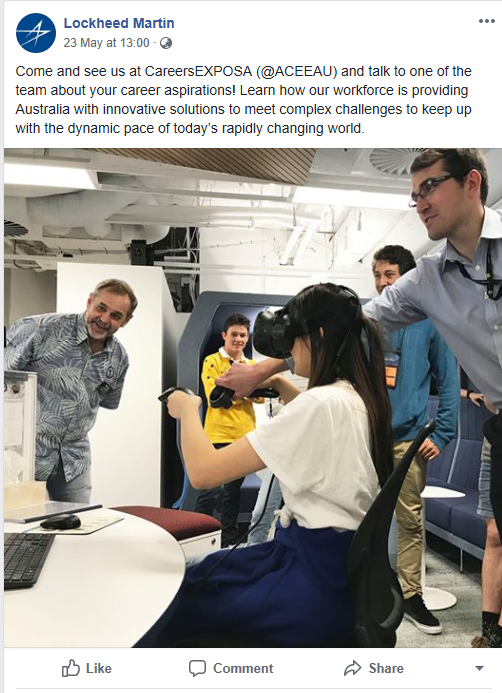 Lockheed Martin
23 May at 13:00 ·
Come and see us at CareersEXPOSA (@ACEEAU) and talk to one of the
team about your career aspirations! Learn how our workforce is providing
Australia with innovative solutions to meet complex challenges to keep up
with the dynamic pace of today's rapidly changing world.
Like Comment Share